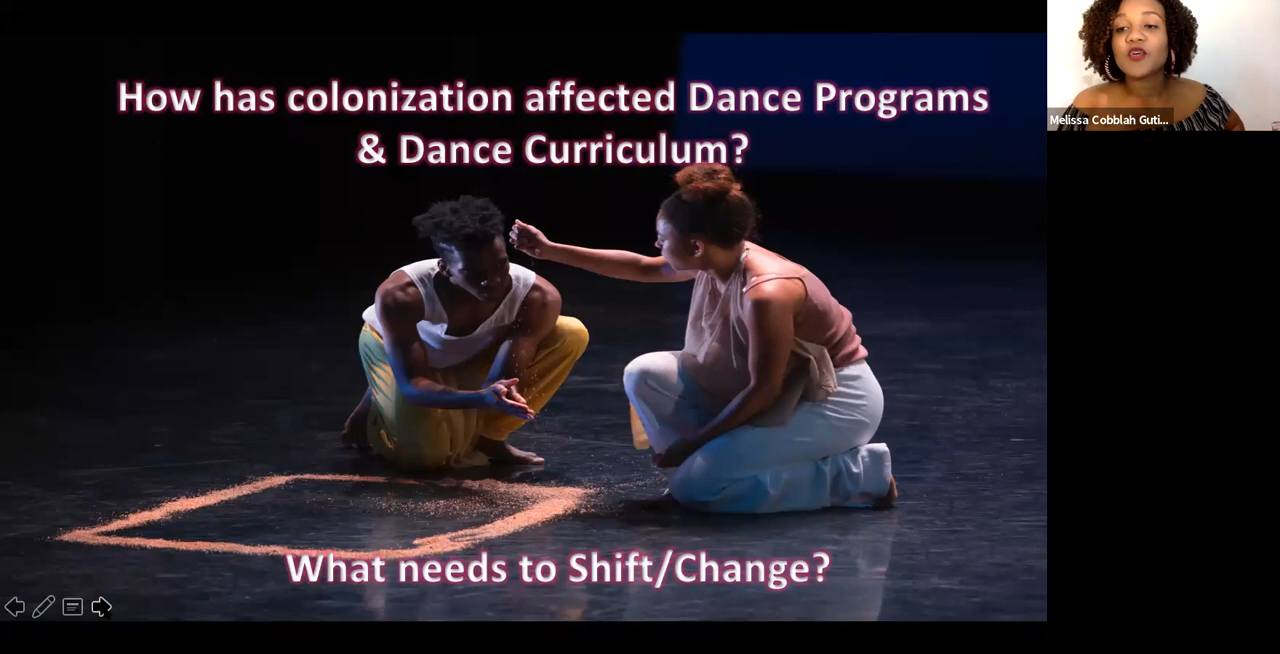 How has colonization affected Dance Programs
& Dance Curriculum?
Melissa Cobblah Guti...
What needs to Shift/Change?